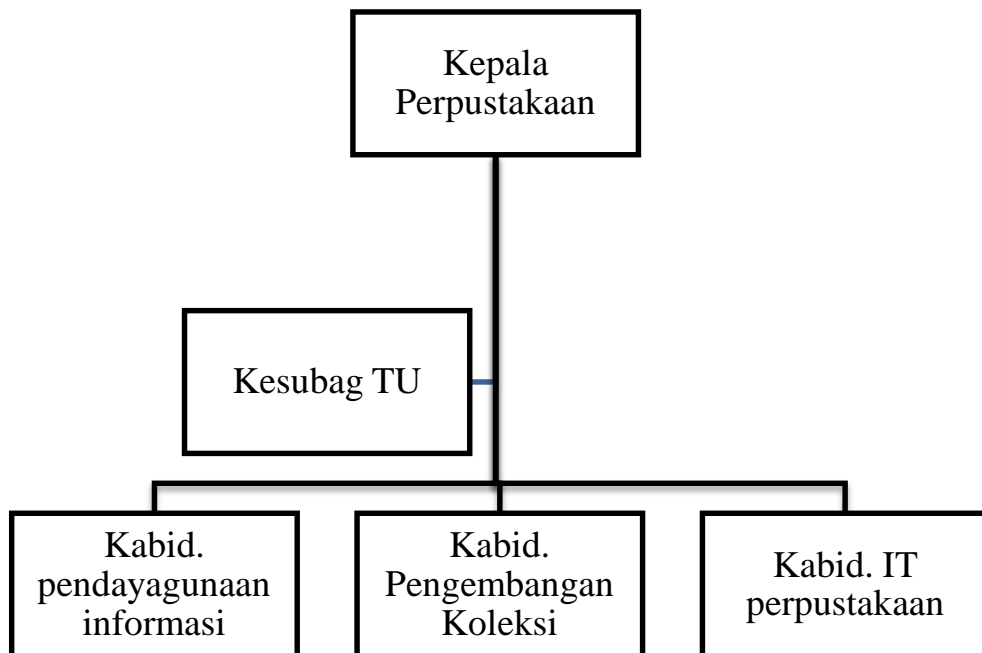 Kepala
Perpustakaan
Kesubag TU
Kabid.
pendayagunaan
informasi
Kabid.
Pengembangan
Koleksi
Kabid. IT
perpustakaan